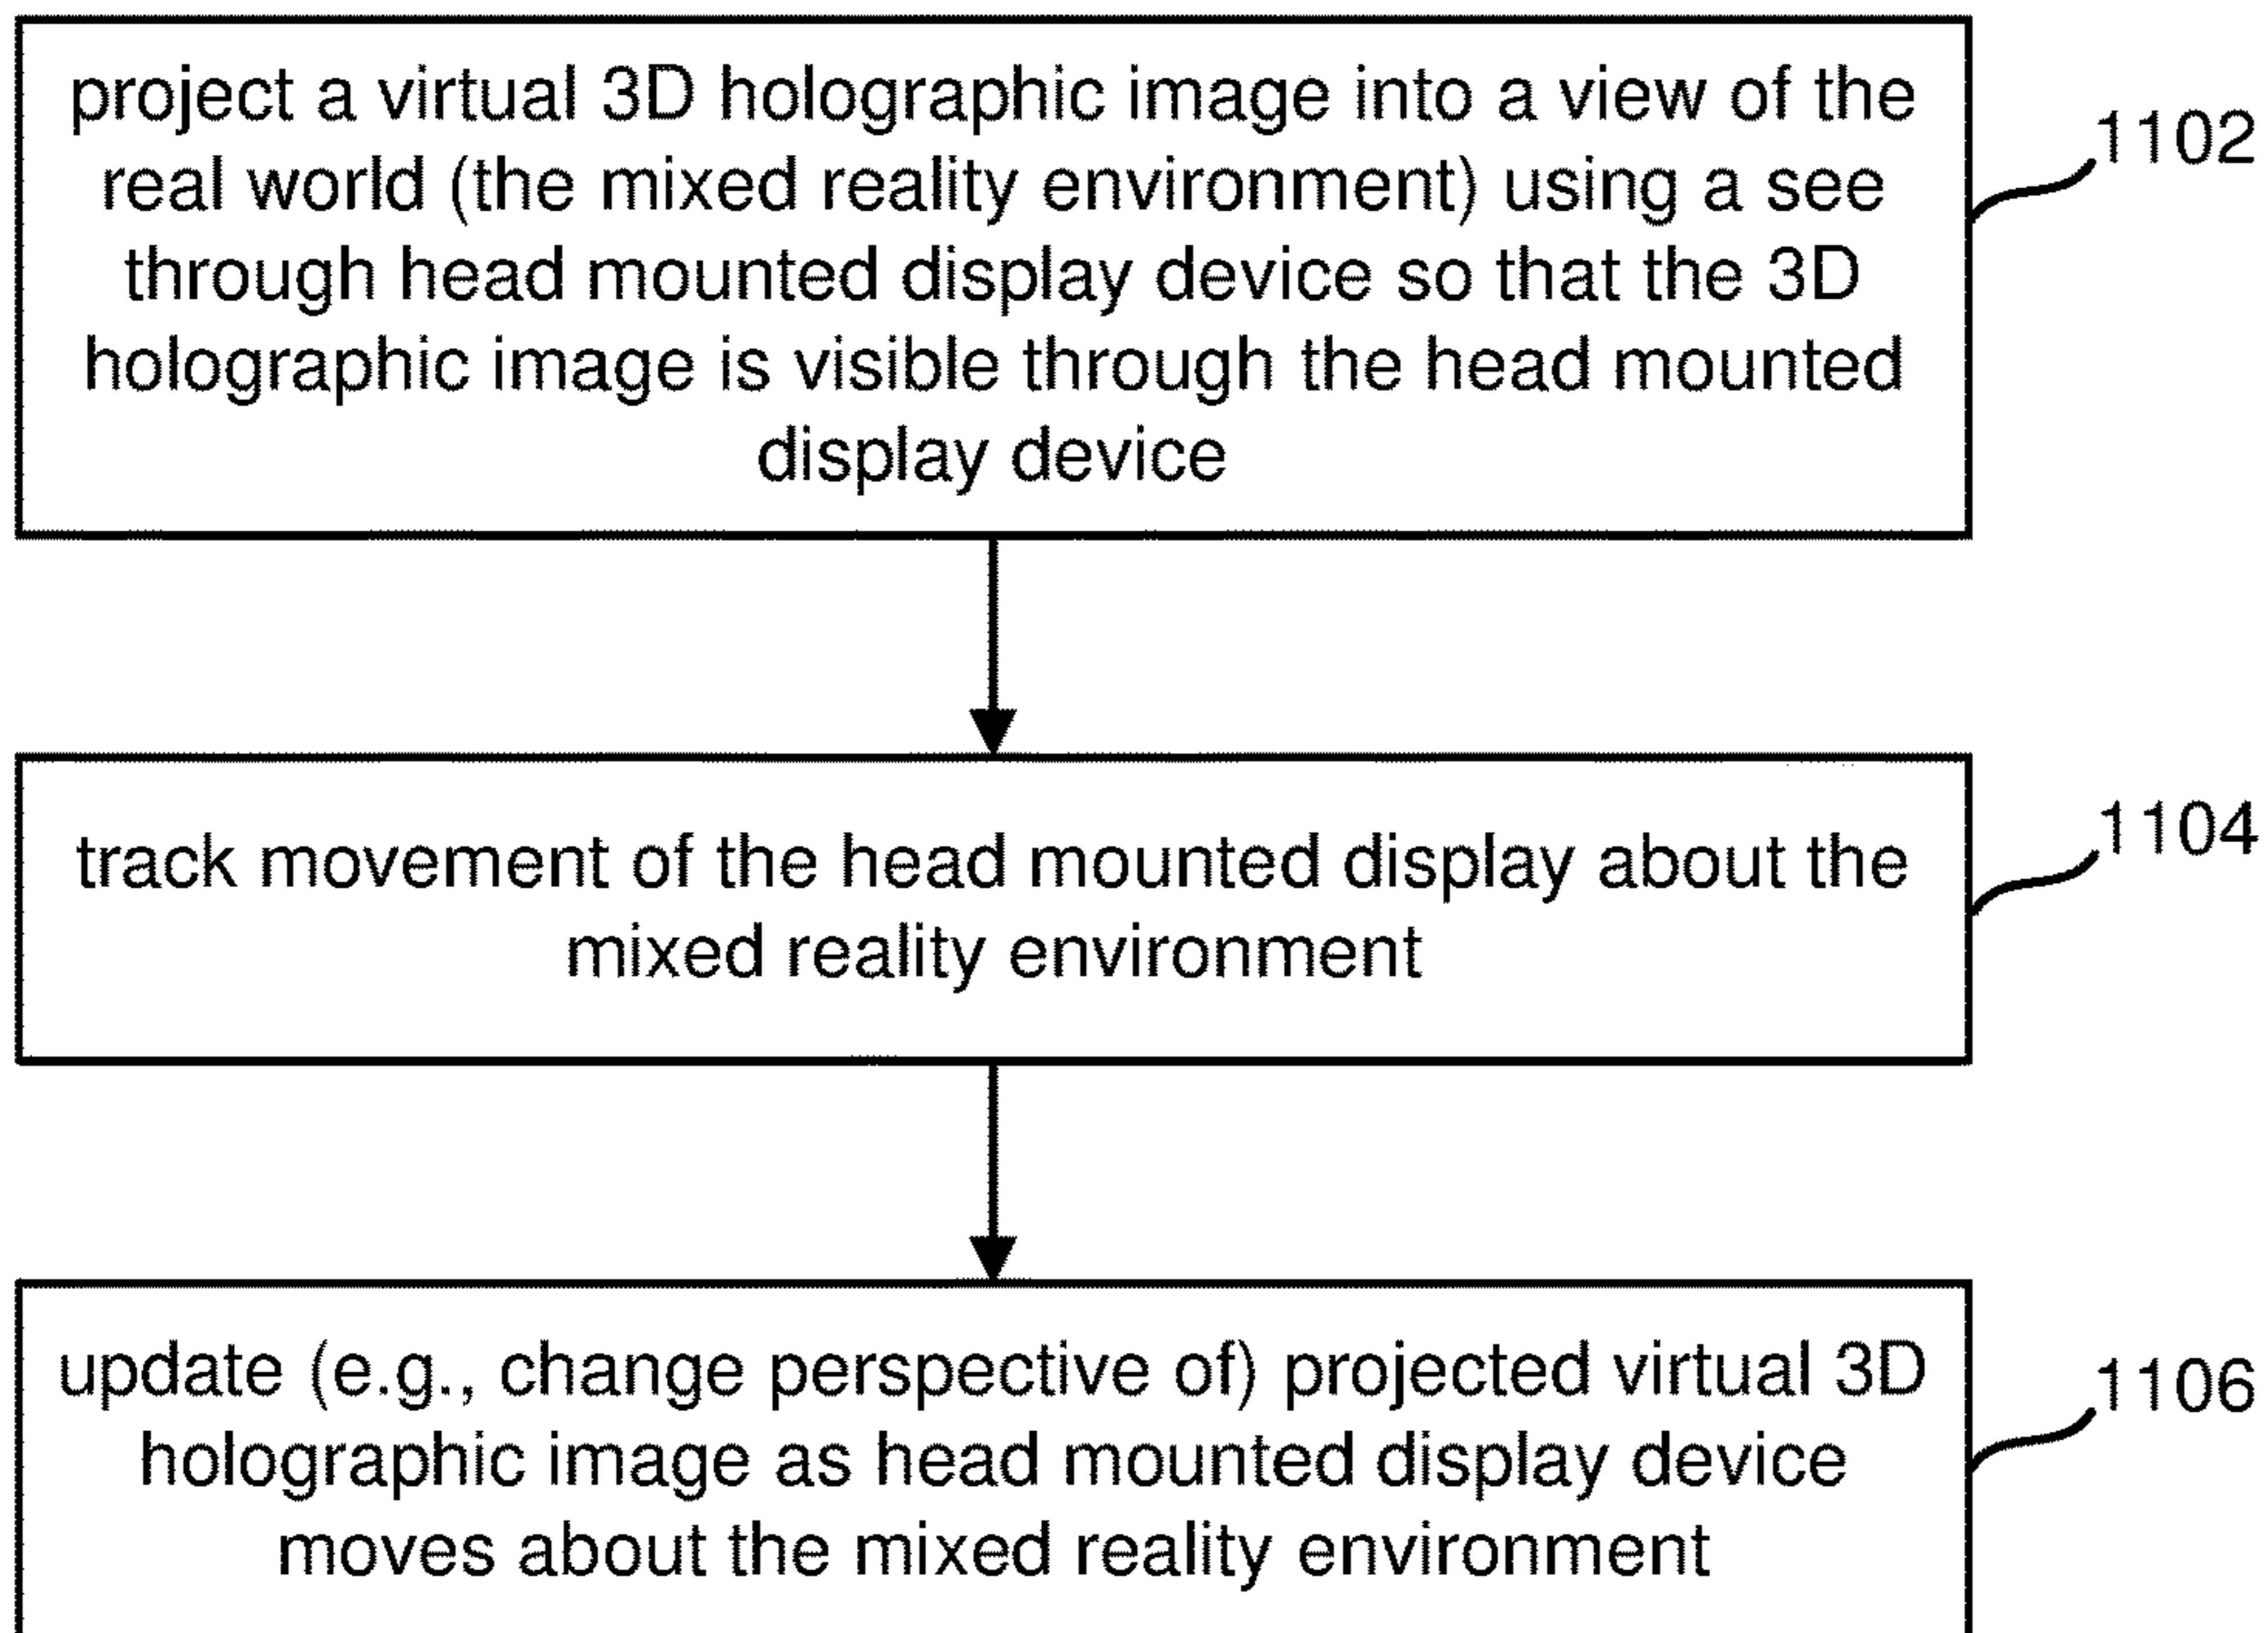 project a virtual 3D holographic image into a view of the
real world (the mixed reality environment) using a see
through head mounted display device so that the 3D
holographic image is visible through the head mounted
display device
1102
track movement of the head mounted display about the
mixed reality environment
1104
update (e.g., change perspective of) projected virtual 3D
holographic image as head mounted display device
moves about the mixed reality environment
1106